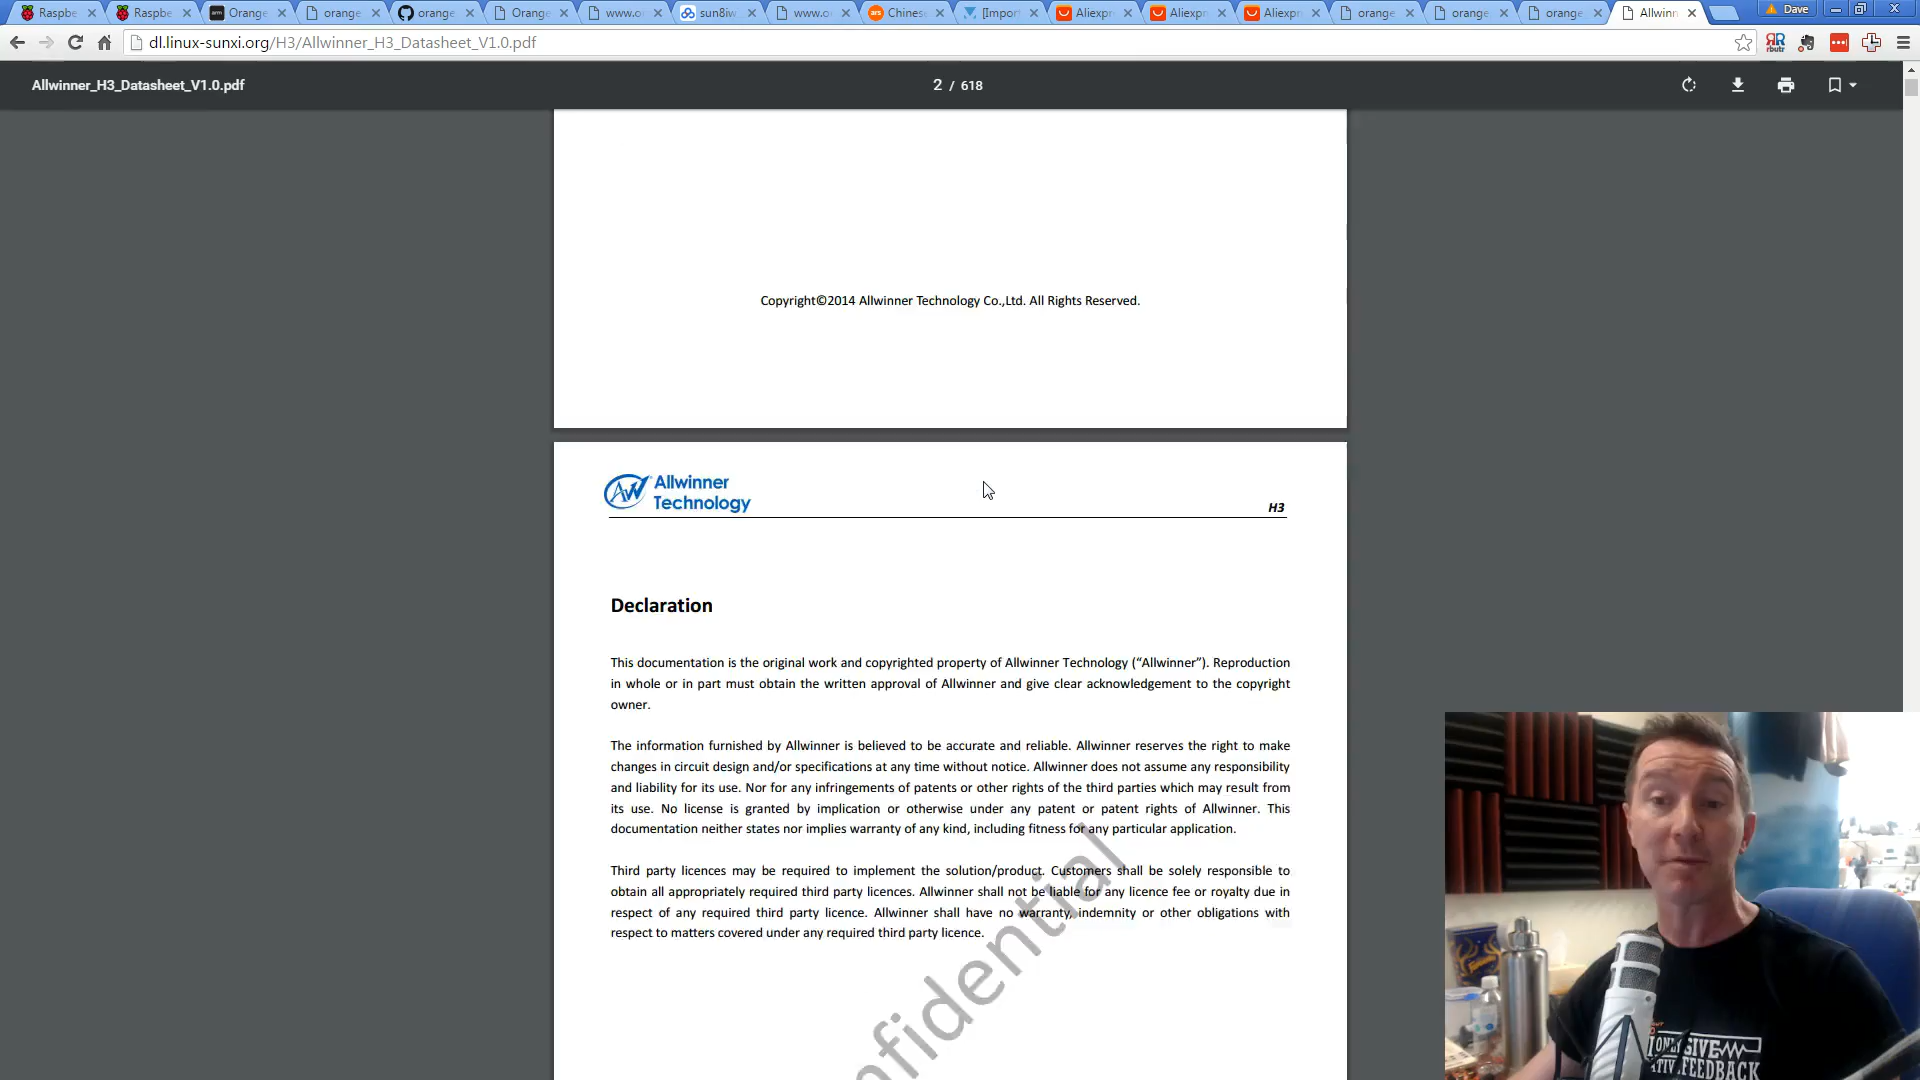 Raspbe
Raspbe
Orange
orange
orange
Orang
www.o
sun8iw
www.o
Chines
[Impor
Aliexp
Aliexp
Aliexp
orange
orange
orange
Allwinn
Dave
dl.linux-sunxi.org/H3/Allwinner_H3_Datasheet_V1.0.pdf
Allwinner_H3_Datasheet_V1.0.pdf
2 / 618
Copyright©2014 Allwinner Technology Co.,Ltd. All Rights Reserved.
Allwinner
Technology
H3
Declaration
This documentation is the original work and copyrighted property of Allwinner Technology (“Allwinner”). Reproduction
in whole or in part must obtain the written approval of Allwinner and give clear acknowledgement to the copyright
owner.
The information furnished by Allwinner is believed to be accurate and reliable. Allwinner reserves the right to make
changes in circuit design and/or specifications at any time without notice. Allwinner does not assume any responsibility
and liability for its use. Nor for any infringements of patents or other rights of the third parties which may result from
its use. No license is granted by implication or otherwise under any patent or patent rights of Allwinner. This
documentation neither states nor implies warranty of any kind, including fitness for any particular application.
Third party licences may be required to implement the solution/product. Customers shall be solely responsible to
obtain all appropriately required third party licences. Allwinner shall not be liable for any licence fee or royalty due in
respect of any required third party licence. Allwinner shall have no warranty, indemnity or other obligations with
respect to matters covered under any required third party licence.
nfidential